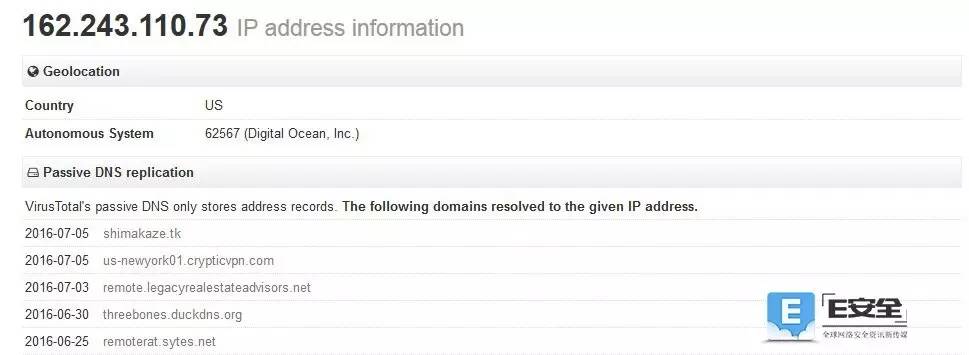 162.243.110.73 IP address information
Geolocation
Country US
Autonomous System 62567 (Digital Ocean, Inc.)
Passive DNS replication
VirusTotal's passive DNS only stores address records. The following domains resolved to the given IP address.
2016-07-05 shimakaze.tk
2016-07-05 us-newyork01.crypticvpn.com
2016-07-03 remote.legacyrealestateadvisors.net
2016-06-30 threebones.duckdns.org
2016-06-25 remoterat.sytes.net
E
E安全
全球网络安全资讯新传媒